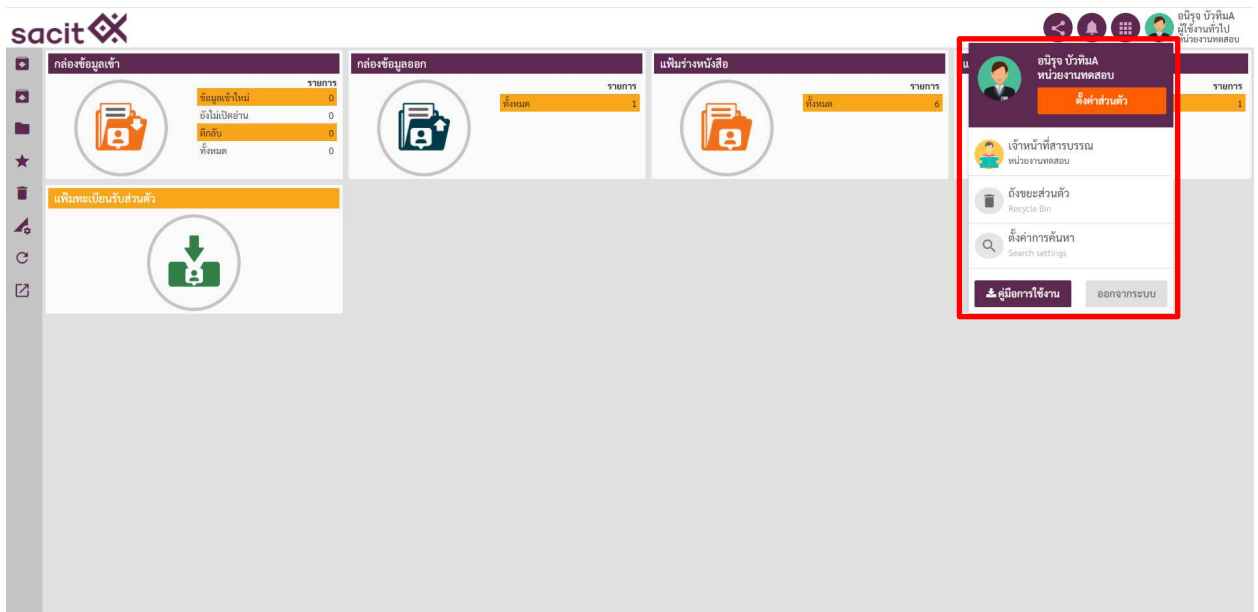 sacit
อนิรุจ บัวทิมA
ผู้ใช้งานทั่วไป
หน่วยงานทดสอบ
กล่องข้อมูลเข้า
รายการ
ข้อมูลเข้าใหม่ 0
ยังไม่เปิดอ่าน 0
ตีกลับ 0
ทั้งหมด 0
กล่องข้อมูลออก
รายการ
ทั้งหมด 1
แฟ้มร่างหนังสือ
รายการ
ทั้งหมด 6
รายการ
1
แฟ้มทะเบียนรับส่วนตัว
อนิรุจ บัวทิมA
หน่วยงานทดสอบ
ตั้งค่าส่วนตัว
เจ้าหน้าที่สารบรรณ
หน่วยงานทดสอบ
ถังขยะส่วนตัว
Recycle Bin
ตั้งค่าการค้นหา
Search settings
คู่มือการใช้งาน
ออกจากระบบ